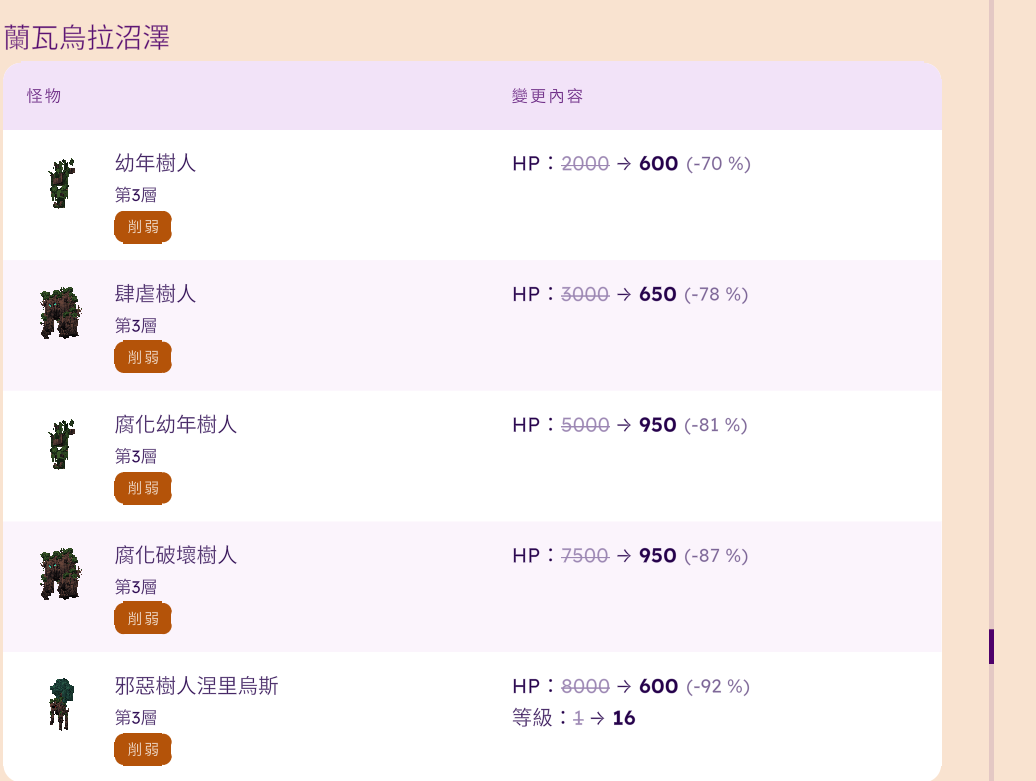 蘭瓦烏拉沼澤
怪物 變更內容
幼年樹人 HP：2000 → 600 (-70 %)
第3層
削弱
肆虐樹人 HP：3000 → 650 (-78 %)
第3層
削弱
腐化幼年樹人 HP：5000 → 950 (-81 %)
第3層
削弱
腐化破壞樹人 HP：7500 → 950 (-87 %)
第3層
削弱
邪惡樹人涅里烏斯 HP：8000 → 600 (-92 %)
第3層 等級：1 → 16
削弱